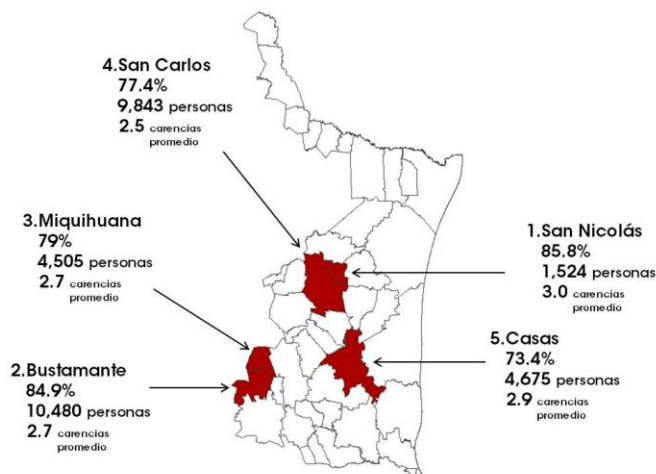 4.San Carlos
77.4%
9,843 personas
2.5 carencias
promedio
3.Miquihuana
79%
4,505 personas
2.7 carencias
promedio
1.San Nicolás
85.8%
1,524 personas
3.0 carencias
promedio
2.Bustamante
84.9%
10,480 personas
2.7 carencias
promedio
5.Casas
73.4%
4,675 personas
2.9 carencias
promedio